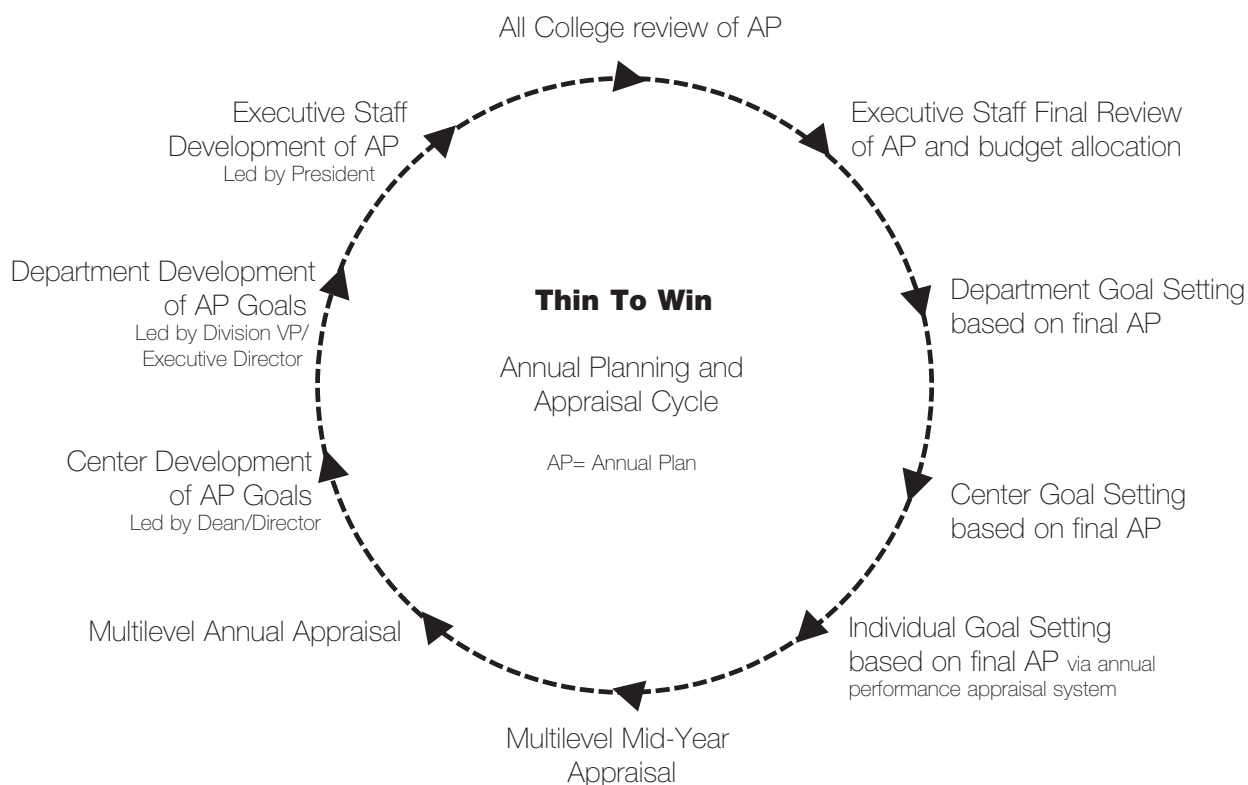 All College review of AP
Executive Staff Final Review
of AP and budget allocation
Department Goal Setting
based on final AP
Center Goal Setting
based on final AP
Individual Goal Setting
based on final AP via annual
performance appraisal system
Multilevel Mid-Year
Appraisal
Multilevel Annual Appraisal
Center Development
of AP Goals
Led by Dean/Director
Department Development
of AP Goals
Led by Division VP/
Executive Director
Executive Staff
Development of AP
Led by President
Thin To Win
Annual Planning and
Appraisal Cycle
AP= Annual Plan